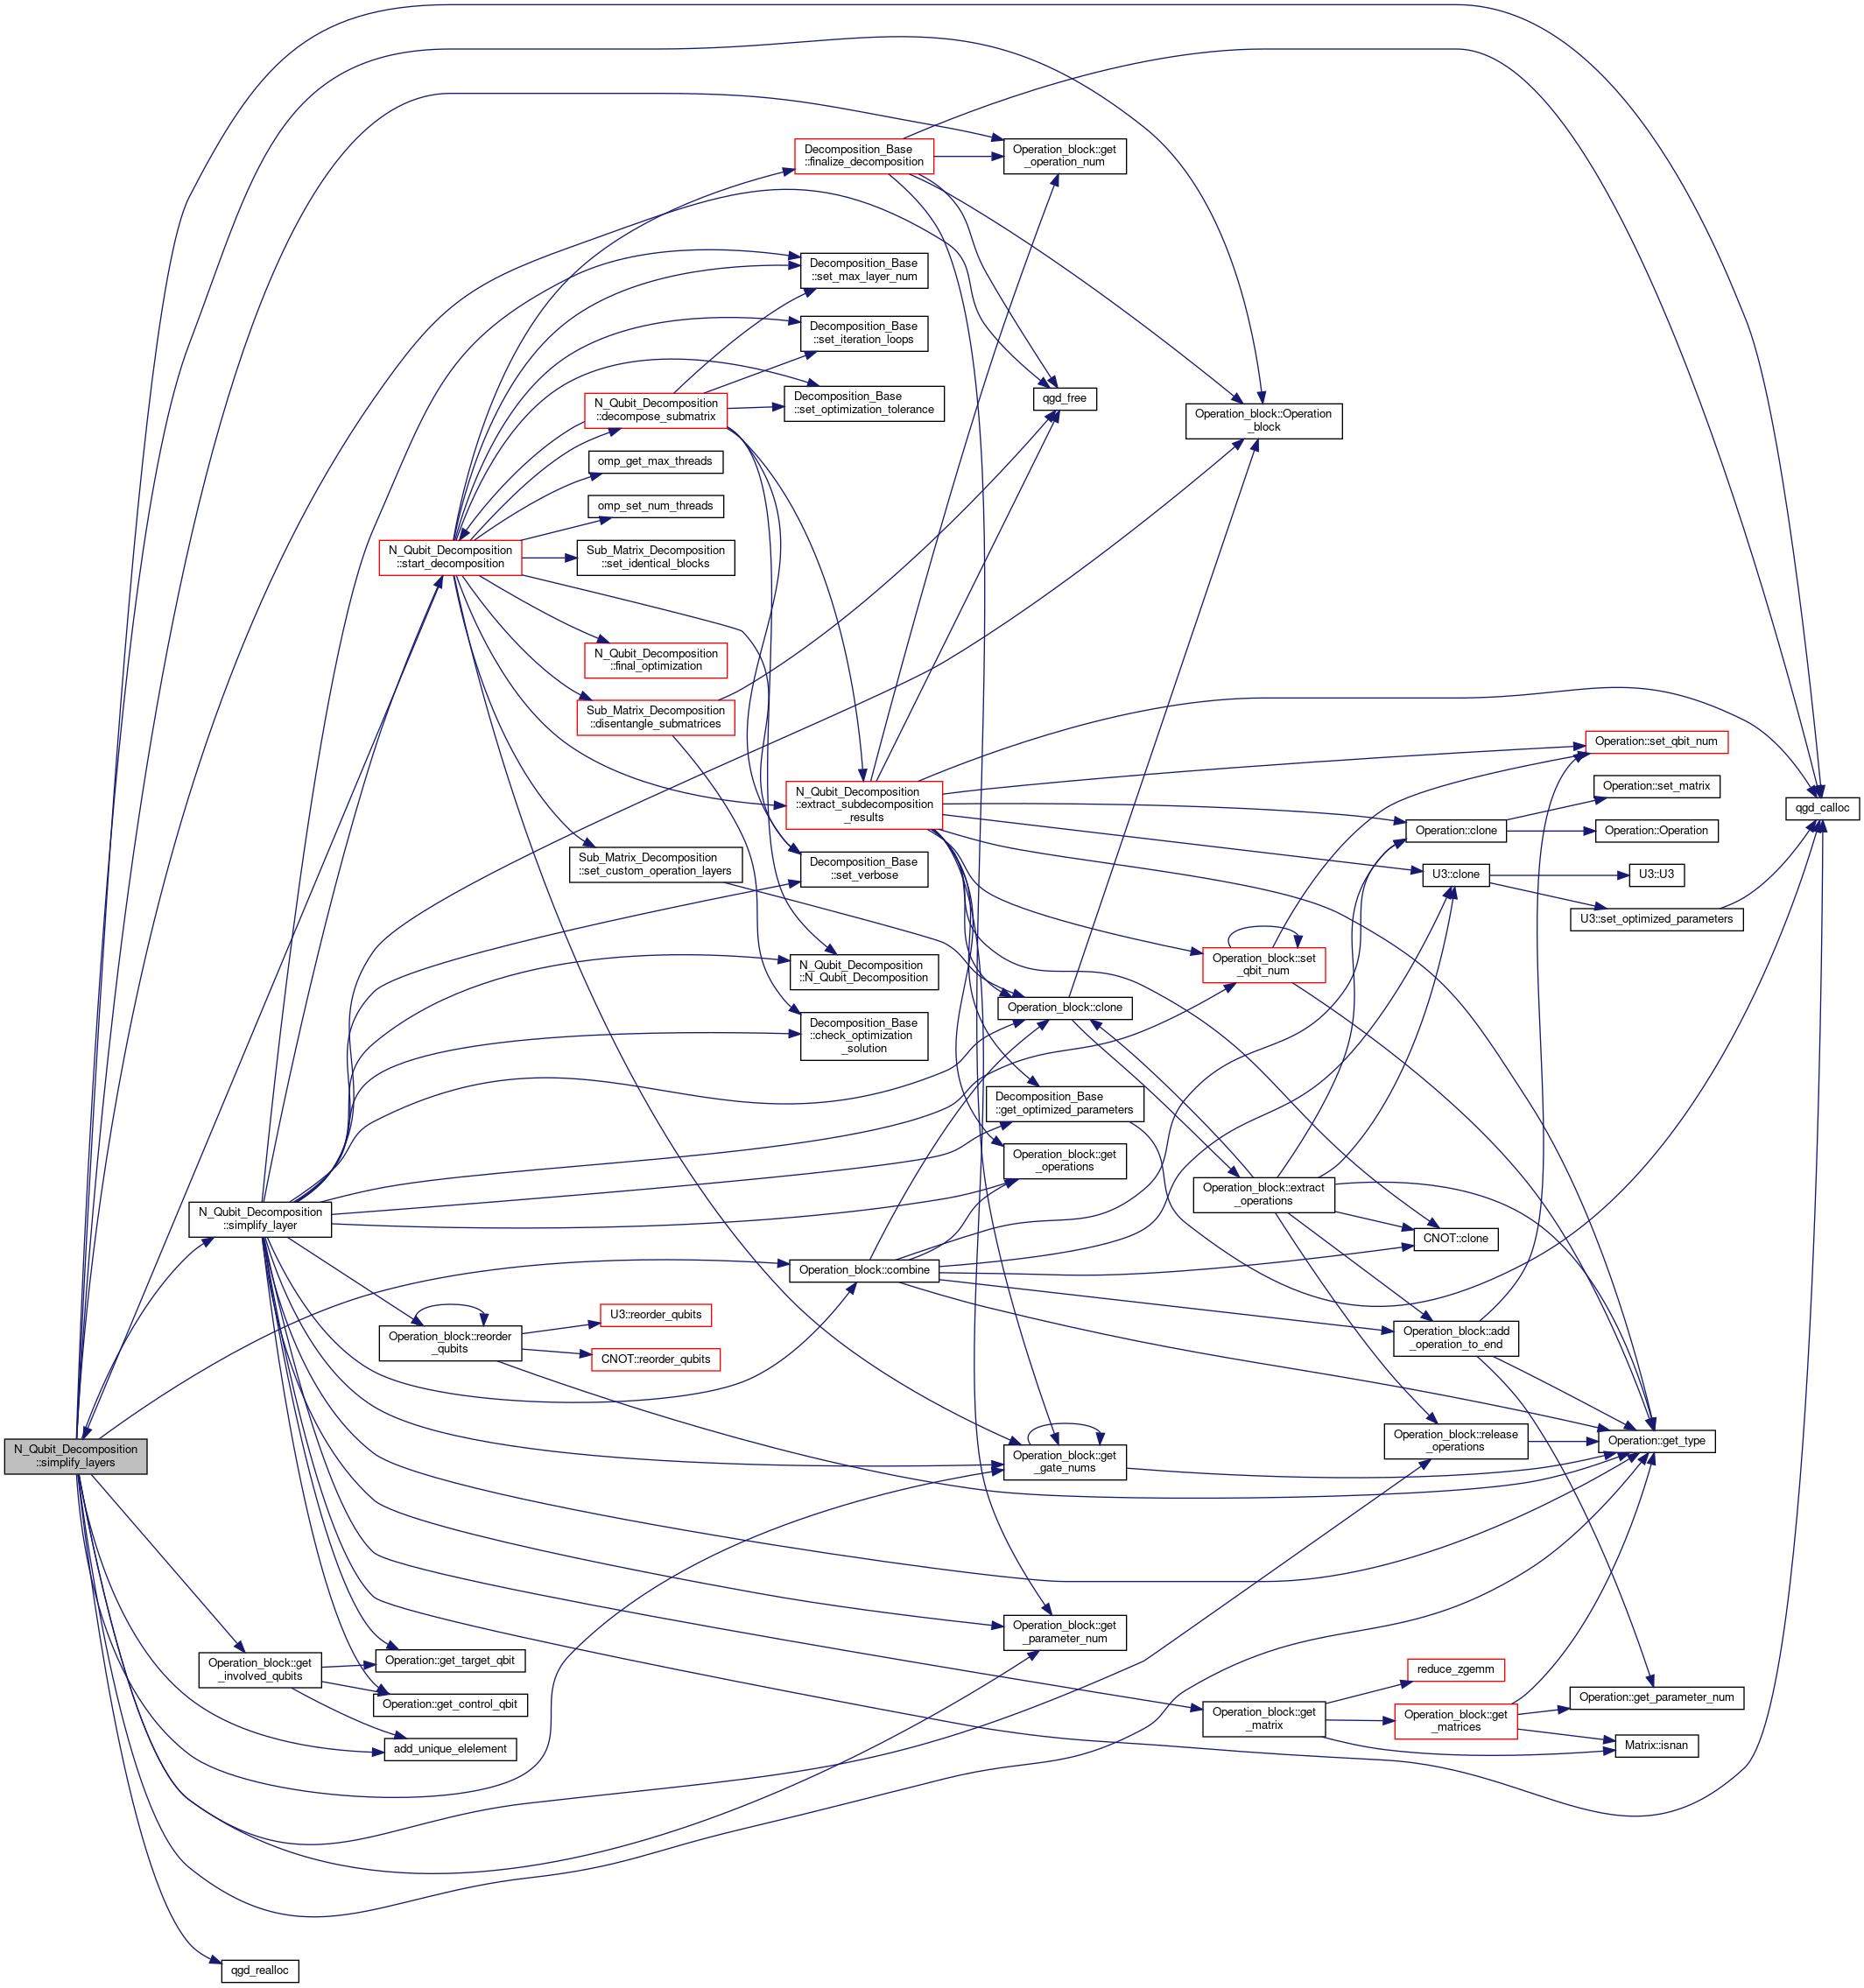 Decomposition_Base
::finalize_decomposition
Operation_block::get
_operation_num
Decomposition_Base
::set_max_layer_num
Decomposition_Base
::set_iteration_loops
N_Qubit_Decomposition
::decompose_submatrix
Decomposition_Base
::set_optimization_tolerance
qgd_free
Operation_block::Operation
_block
omp_get_max_threads
omp_set_num_threads
N_Qubit_Decomposition
::start_decomposition
Sub_Matrix_Decomposition
::set_identical_blocks
N_Qubit_Decomposition
::final_optimization
Sub_Matrix_Decomposition
::disentangle_submatrices
Operation::set_qbit_num
N_Qubit_Decomposition
::extract_subdecomposition
_results
Operation::set_matrix
qgd_calloc
Operation::clone
Operation::Operation
Sub_Matrix_Decomposition
::set_custom_operation_layers
Decomposition_Base
::set_verbose
U3::clone
U3::U3
U3::set_optimized_parameters
N_Qubit_Decomposition
::N_Qubit_Decomposition
Operation_block::set
_qbit_num
Operation_block::clone
Decomposition_Base
::check_optimization
_solution
Decomposition_Base
::get_optimized_parameters
Operation_block::get
_operations
Operation_block::extract
_operations
N_Qubit_Decomposition
::simplify_layer
CNOT::clone
Operation_block::combine
U3::reorder_qubits
Operation_block::reorder
_qubits
CNOT::reorder_qubits
Operation_block::add
_operation_to_end
N_Qubit_Decomposition
::simplify_layers
Operation_block::get
_gate_nums
Operation_block::release
_operations
Operation::get_type
Operation_block::get
_parameter_num
Operation_block::get
_involved_qubits
Operation::get_target_qbit
reduce_zgemm
Operation::get_control_qbit
Operation::get_parameter_num
Operation_block::get
_matrix
Operation_block::get
_matrices
add_unique_elelement
Matrix::isnan
qgd_realloc